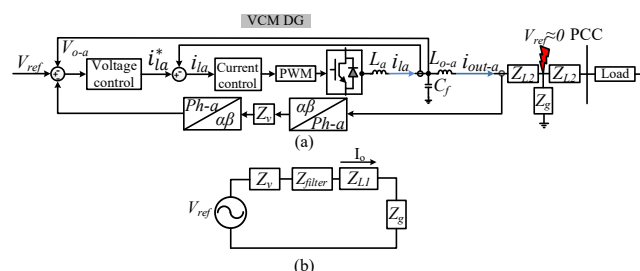 VCM DG
V_ref≈0 PCC
V_ref
V_o-a
Voltage control
i*_la
i_la
Current control
PWM
L_a
i_la
L_o-a
i_out-a
C_f
Z_L2
Z_L2
Load
Z_g
Ph-a
αβ
Z_v
αβ
Ph-a
(a)
I_o
Z_v
Z_filter
Z_L1
V_ref
Z_g
(b)